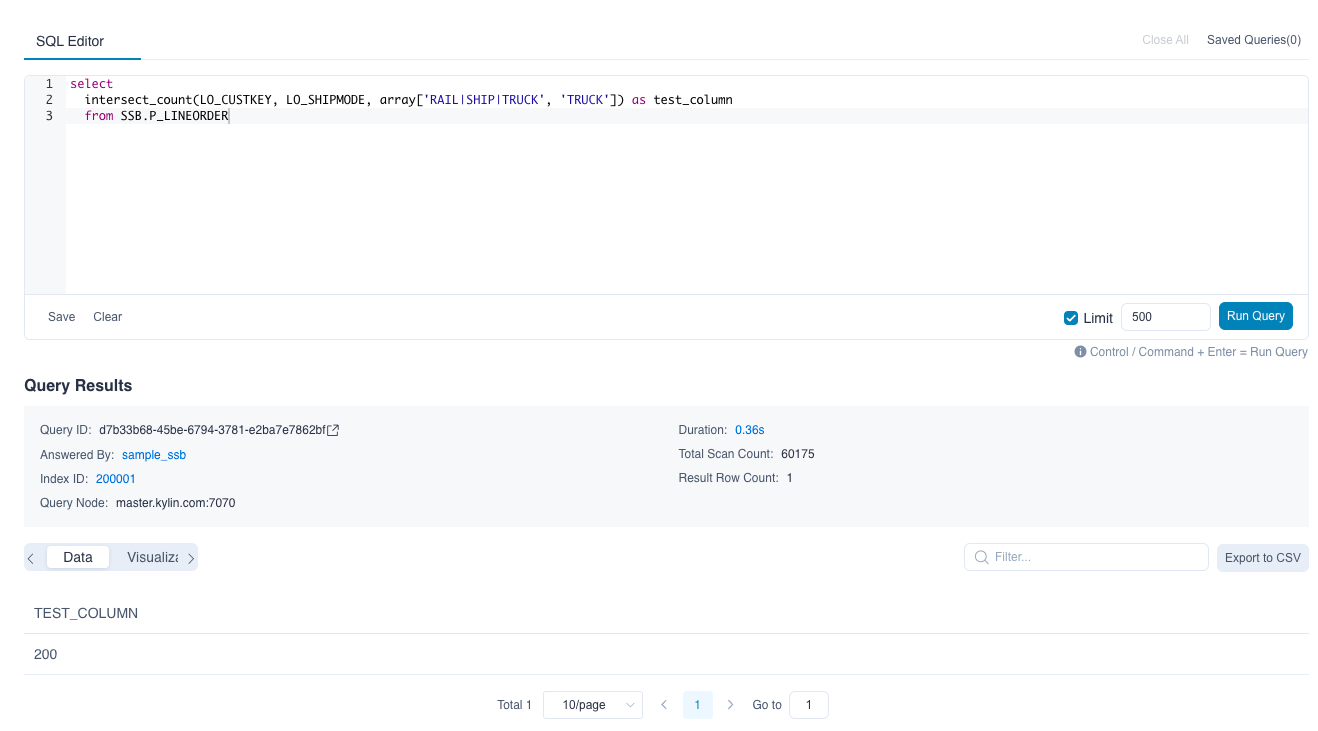 SQL Editor
Close All Saved Queries(0)
1 select
2 intersect_count(LO_CUSTKEY, LO_SHIPMODE, array['RAIL|SHIP|TRUCK', 'TRUCK']) as test_column
3 from SSB.P_LINEORDER
Save Clear
Limit 500 Run Query
Control / Command + Enter = Run Query
Query Results
Query ID: d7b33b68-45be-6794-3781-e2ba7e7862bf
Duration: 0.36s
Answered By: sample_ssb
Total Scan Count: 60175
Index ID: 200001
Result Row Count: 1
Query Node: master.kylin.com:7070
Data Visualiza
Filter... Export to CSV
TEST_COLUMN
200
Total 1 10/page 1 Go to 1